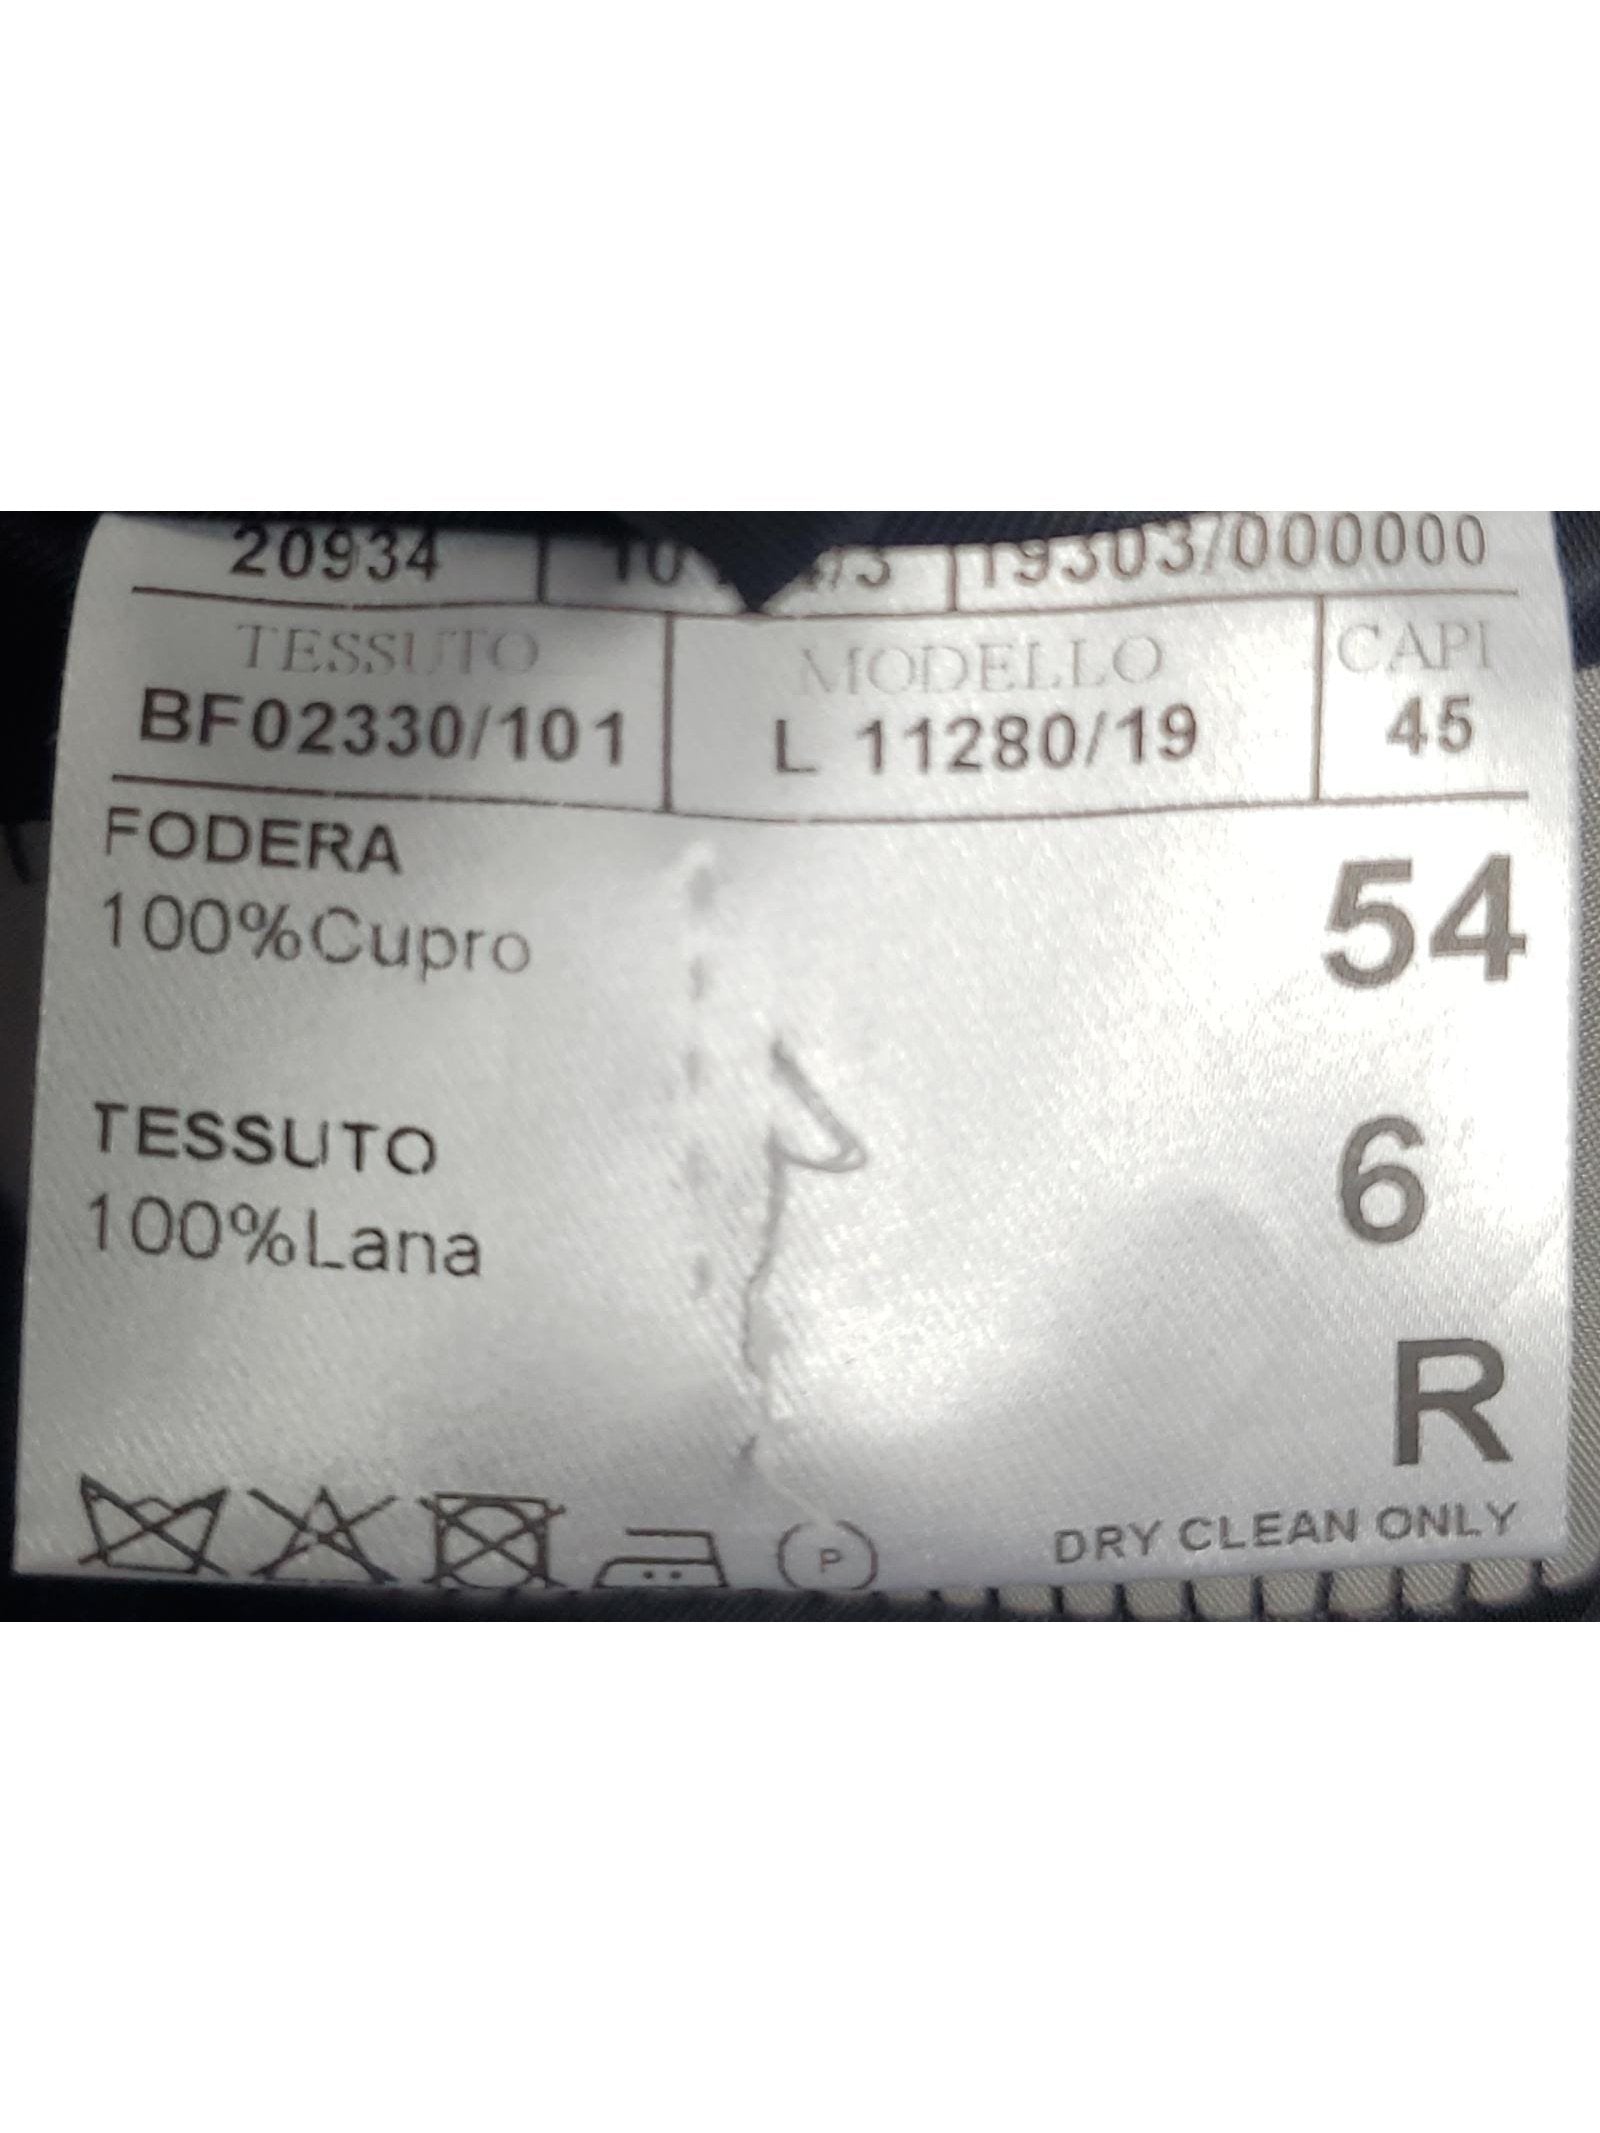 20934 19303/000000
TESSUTO MODELLO CAPI
BF02330/101 L 11280/19 45
FODERA
100%Cupro
54
TESSUTO
100%Lana
6
R
P
DRY CLEAN ONLY